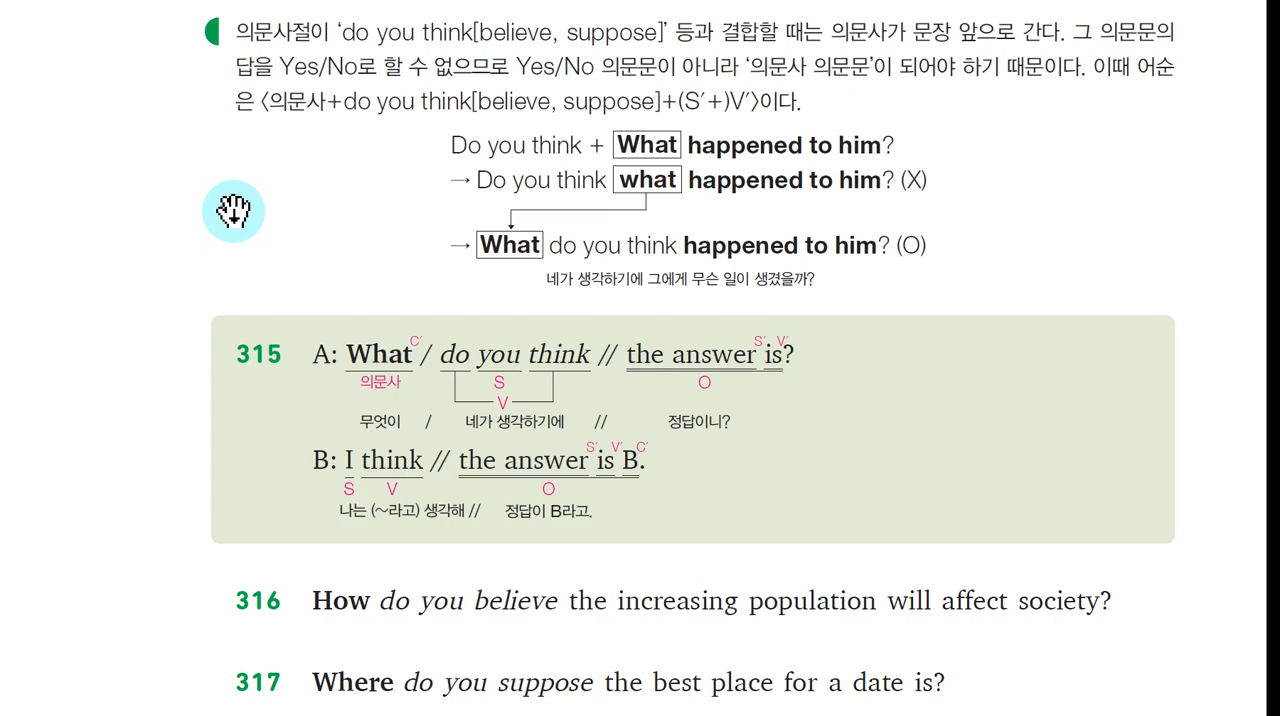 의문사절이 ‘do you think[believe, suppose]’ 등과 결합할 때는 의문사가 문장 앞으로 간다. 그 의문문의
답을 Yes/No로 할 수 없으므로 Yes/No 의문문이 아니라 ‘의문사 의문문’이 되어야 하기 때문이다. 이때 어순
은 〈의문사+do you think[believe, suppose]+(S′+)V′〉이다.
Do you think + What happened to him?
→ Do you think what happened to him? (X)
→ What do you think happened to him? (O)
네가 생각하기에 그에게 무슨 일이 생겼을까?
315 A: What C′ / do you think // the answer S′ is V′?
의문사 S O
V
무엇이 / 네가 생각하기에 // 정답이니?
B: I think // the answer S′ is V′ B C′.
S V O
나는 (~라고) 생각해 // 정답이 B라고.
316 How do you believe the increasing population will affect society?
317 Where do you suppose the best place for a date is?